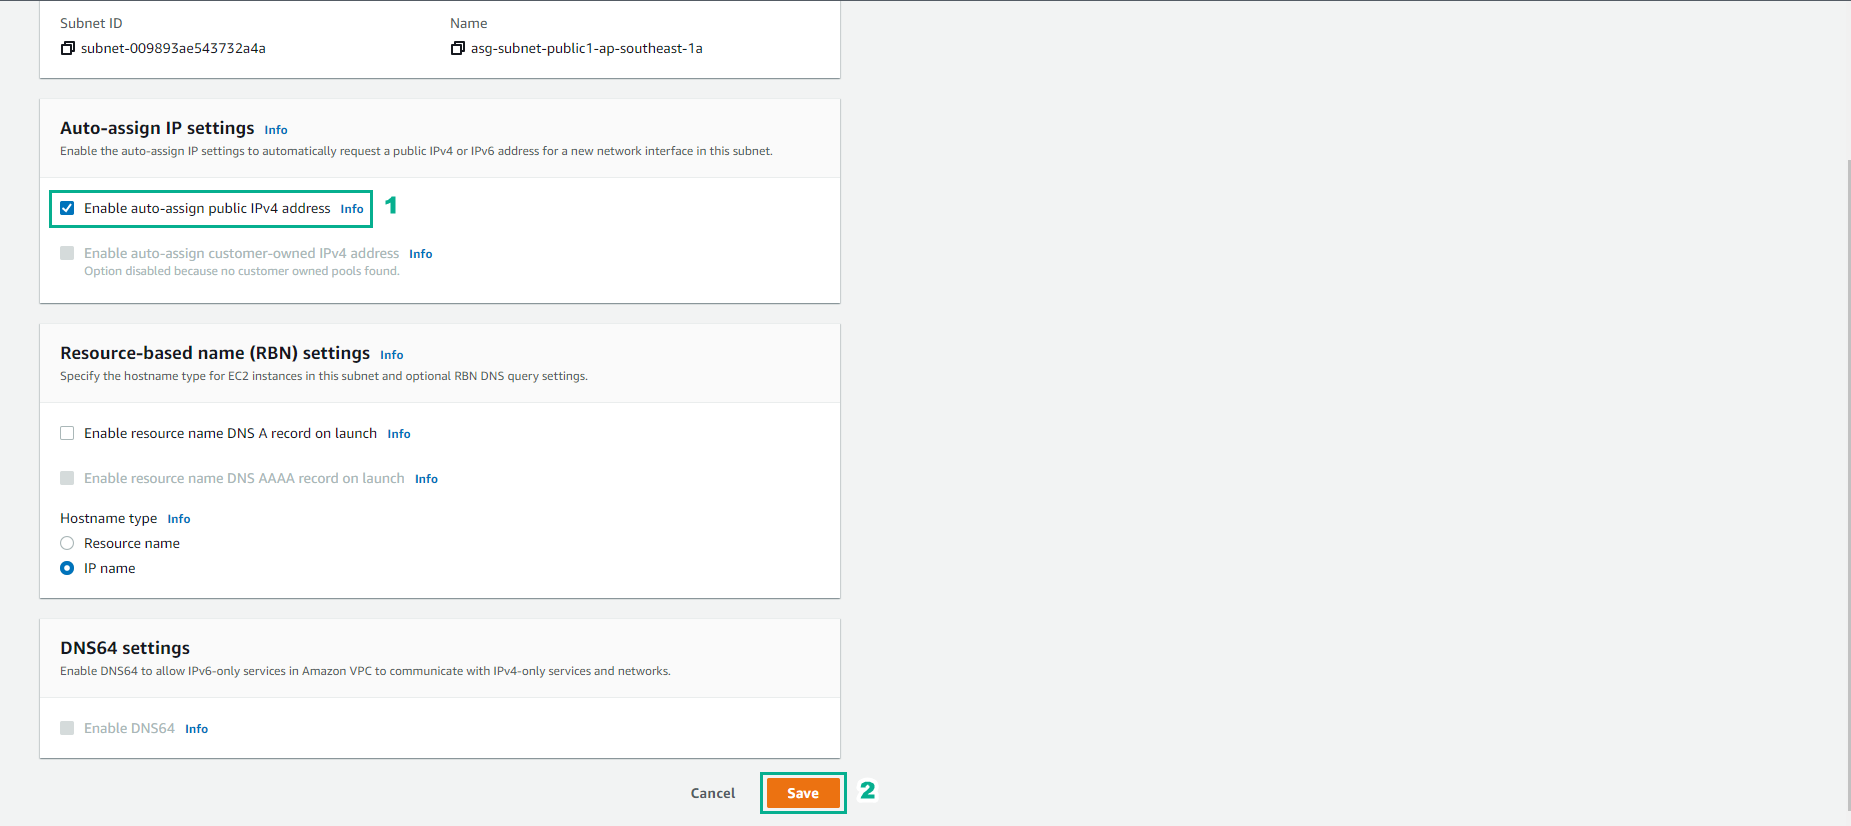 Subnet ID
subnet-009893ae543732a4a
Name
asg-subnet-public1-ap-southeast-1a
Auto-assign IP settings Info
Enable the auto-assign IP settings to automatically request a public IPv4 or IPv6 address for a new network interface in this subnet.
Enable auto-assign public IPv4 address Info 1
Enable auto-assign customer-owned IPv4 address Info
Option disabled because no customer owned pools found.
Resource-based name (RBN) settings Info
Specify the hostname type for EC2 instances in this subnet and optional RBN DNS query settings.
Enable resource name DNS A record on launch Info
Enable resource name DNS AAAA record on launch Info
Hostname type Info
Resource name
IP name
DNS64 settings
Enable DNS64 to allow IPv6-only services in Amazon VPC to communicate with IPv4-only services and networks.
Enable DNS64 Info
Cancel Save 2